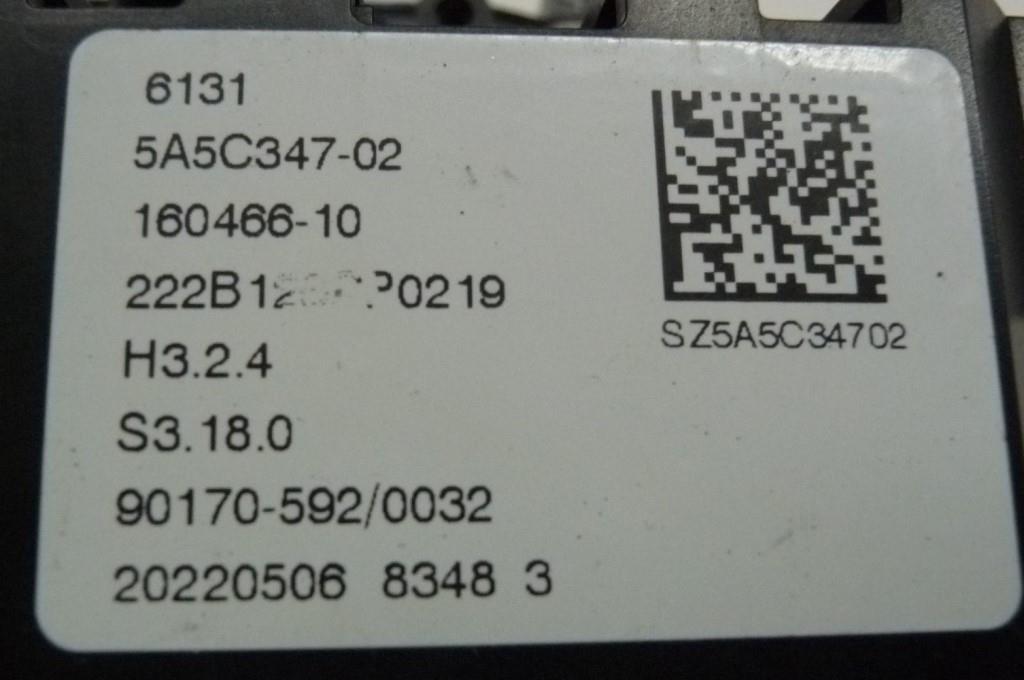 6131
5A5C347-02
160466-10
H3.2.4
S3.18.0
90170-592/0032
20220506 8348 3
SZ5A5C34702